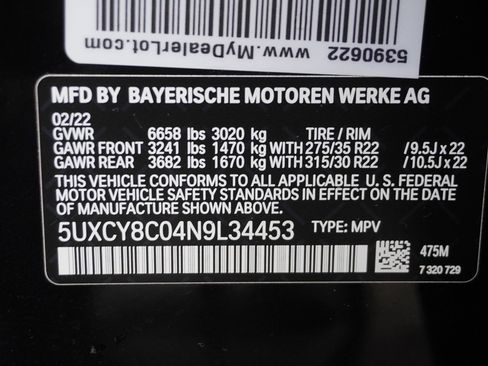 www.MyDealerLot.com
5390622
MFD BY BAYERISCHE MOTOREN WERKE AG
02/22
GVWR 6658 lbs 3020 kg TIRE / RIM
GAWR FRONT 3241 lbs 1470 kg WITH 275/35 R22 /9.5J x 22
GAWR REAR 3682 lbs 1670 kg WITH 315/30 R22 /10.5J x 22
THIS VEHICLE CONFORMS TO ALL APPLICABLE U. S. FEDERAL
MOTOR VEHICLE SAFETY STANDARDS IN EFFECT ON THE
DATE OF MANUFACTURE SHOWN ABOVE.
5UXCY8C04N9L34453 TYPE: MPV
475M
7 320 729